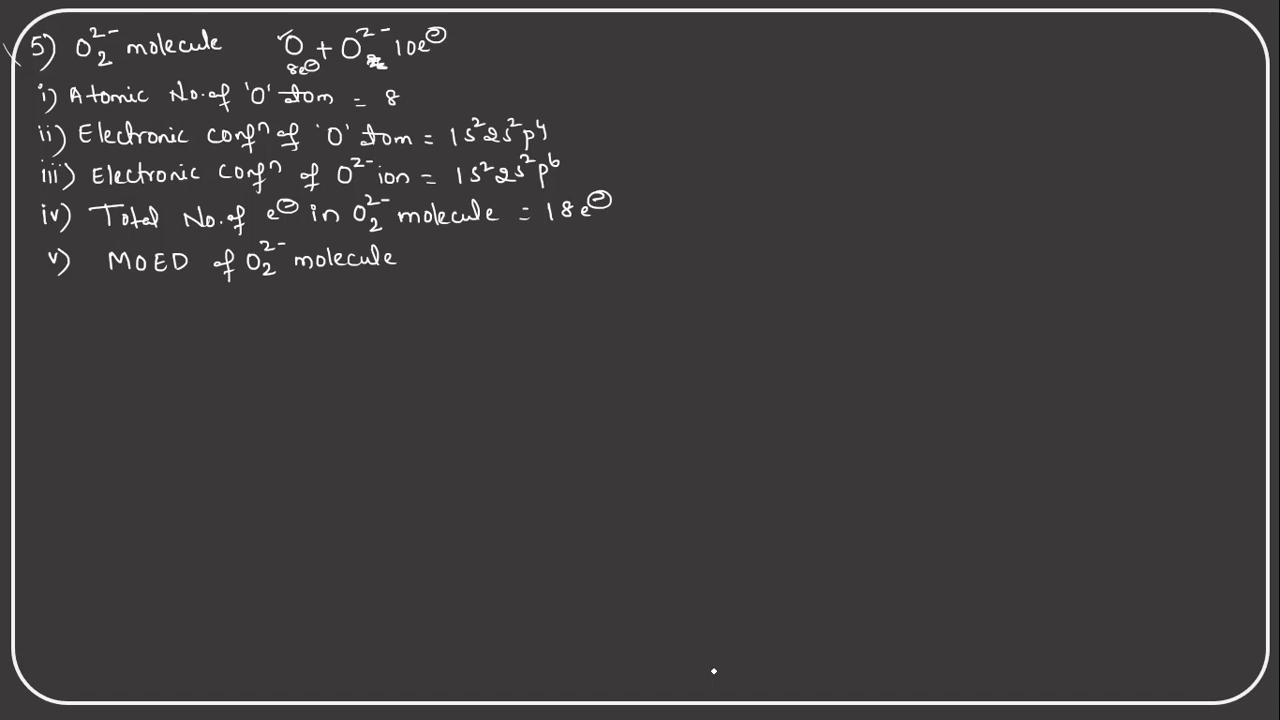 5) O₂²⁻ molecule O + O²⁻ 10e⊖
8e⊖
i) Atomic No. of 'O' atom = 8
ii) Electronic confⁿ of 'O' atom = 1s²2s²p⁴
iii) Electronic confⁿ of O²⁻ ion = 1s²2s²p⁶
iv) Total No. of e⊖ in O₂²⁻ molecule = 18e⊖
v) MOED of O₂²⁻ molecule